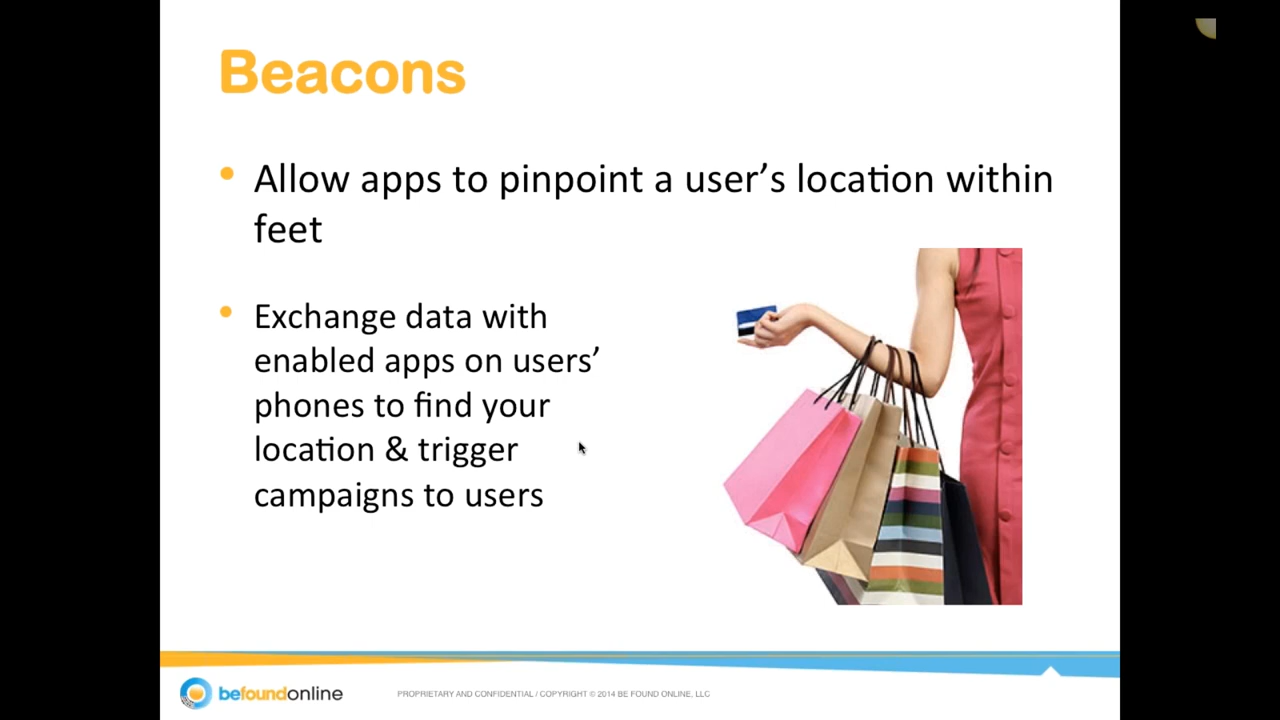 Beacons
• Allow apps to pinpoint a user’s location within
feet
• Exchange data with
enabled apps on users’
phones to find your
location & trigger
campaigns to users
befoundonline
PROPRIETARY AND CONFIDENTIAL / COPYRIGHT © 2014 BE FOUND ONLINE, LLC